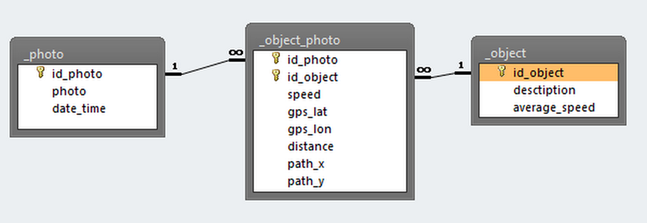 _photo
id_photo
photo
date_time
1
∞
_object_photo
id_photo
id_object
speed
gps_lat
gps_lon
distance
path_x
path_y
∞
1
_object
id_object
desctiption
average_speed